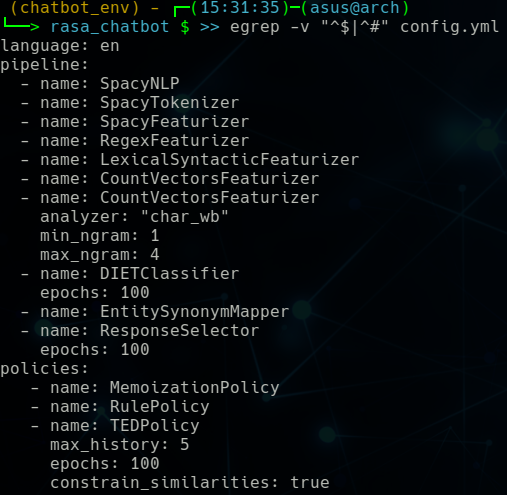 (chatbot_env) - ┌─(15:31:35)─(asus@arch)
└──> rasa_chatbot $ >> egrep -v "^$|^#" config.yml
language: en
pipeline:
  - name: SpacyNLP
  - name: SpacyTokenizer
  - name: SpacyFeaturizer
  - name: RegexFeaturizer
  - name: LexicalSyntacticFeaturizer
  - name: CountVectorsFeaturizer
  - name: CountVectorsFeaturizer
    analyzer: "char_wb"
    min_ngram: 1
    max_ngram: 4
  - name: DIETClassifier
    epochs: 100
  - name: EntitySynonymMapper
  - name: ResponseSelector
    epochs: 100
policies:
   - name: MemoizationPolicy
   - name: RulePolicy
   - name: TEDPolicy
     max_history: 5
     epochs: 100
     constrain_similarities: true